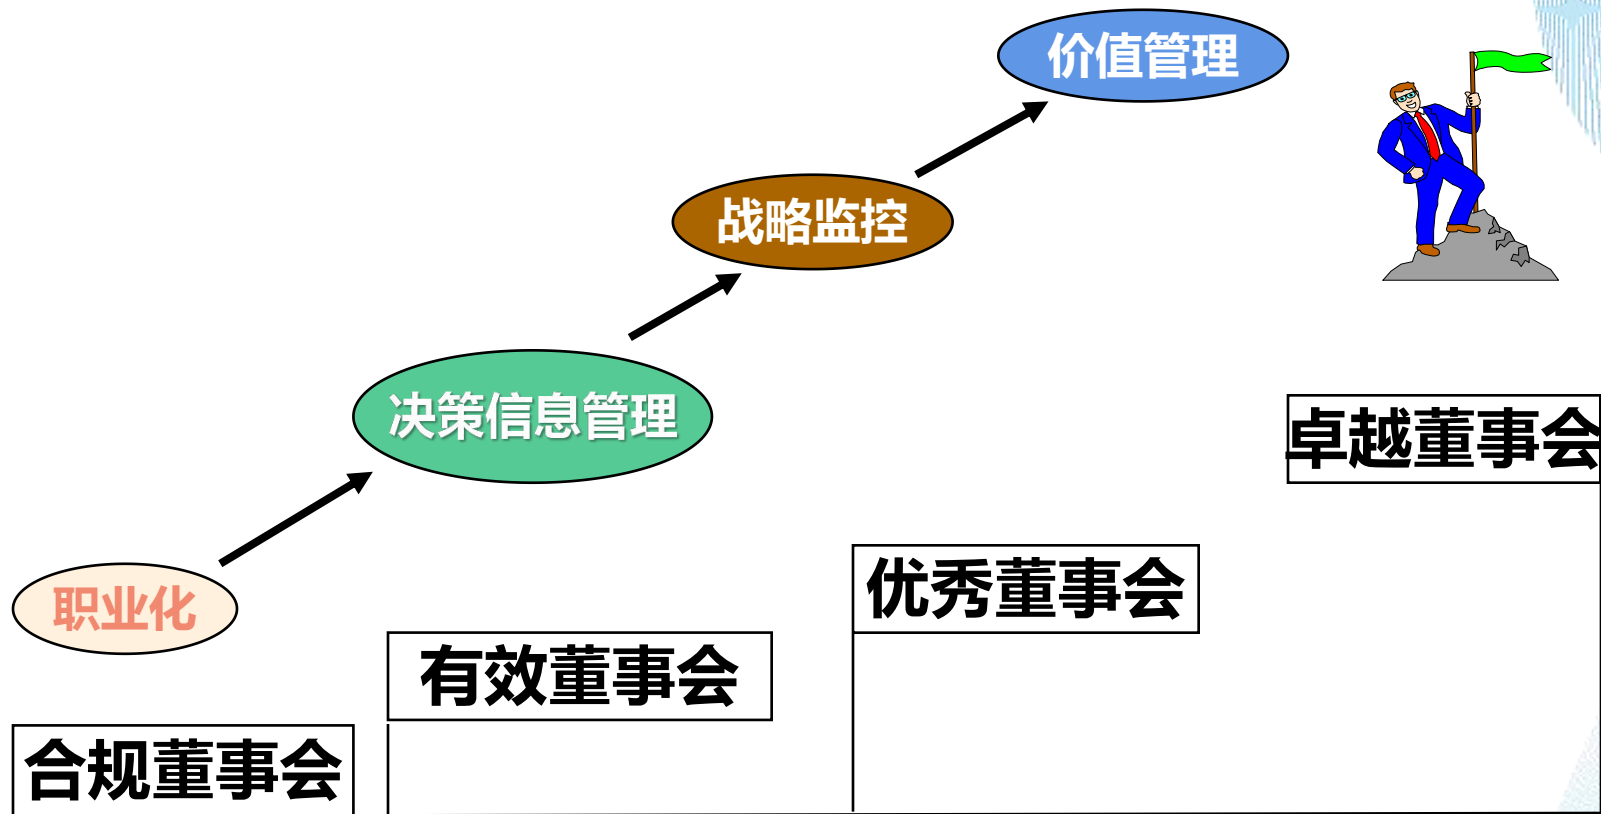 价值管理
战略监控
决策信息管理
卓越董事会
优秀董事会
职业化
有效董事会
合规董事会